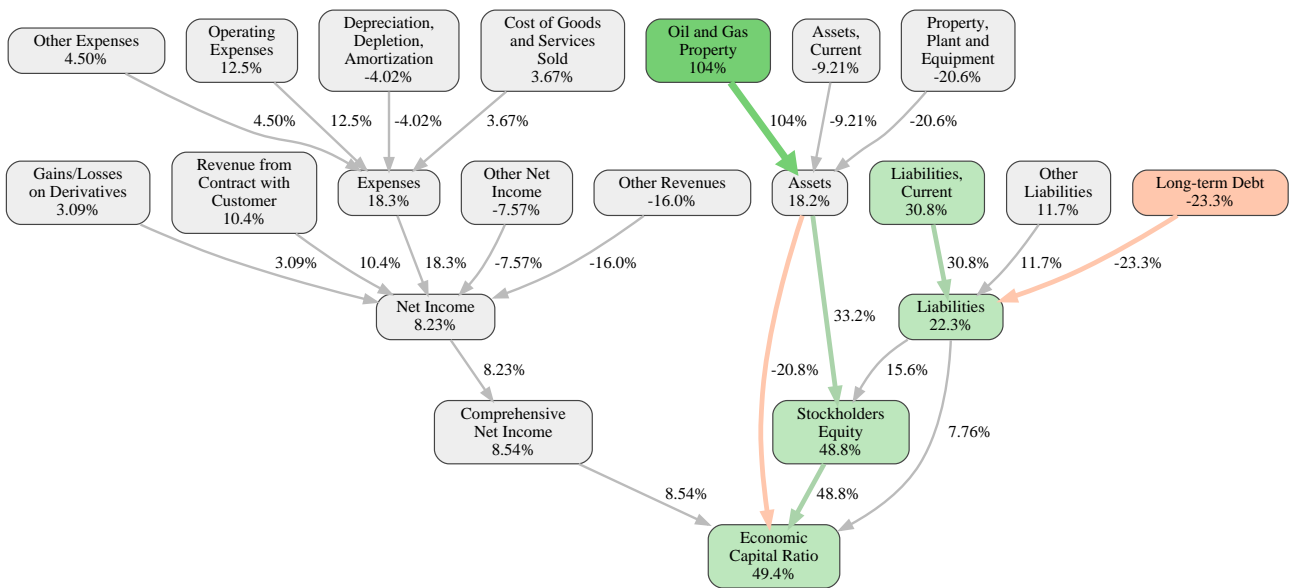 Other Expenses
4.50%
Operating
Expenses
12.5%
Depreciation,
Depletion,
Amortization
-4.02%
Cost of Goods
and Services
Sold
3.67%
Oil and Gas
Property
104%
Assets,
Current
-9.21%
Property,
Plant and
Equipment
-20.6%
4.50%
12.5%
-4.02%
3.67%
104%
-9.21%
-20.6%
Gains/Losses
on Derivatives
3.09%
Revenue from
Contract with
Customer
10.4%
Expenses
18.3%
Other Net
Income
-7.57%
Other Revenues
-16.0%
Assets
18.2%
Liabilities,
Current
30.8%
Other
Liabilities
11.7%
Long-term Debt
-23.3%
3.09%
10.4%
18.3%
-7.57%
-16.0%
30.8%
11.7%
-23.3%
Net Income
8.23%
33.2%
Liabilities
22.3%
8.23%
-20.8%
15.6%
Comprehensive
Net Income
8.54%
Stockholders
Equity
48.8%
7.76%
8.54%
48.8%
Economic
Capital Ratio
49.4%